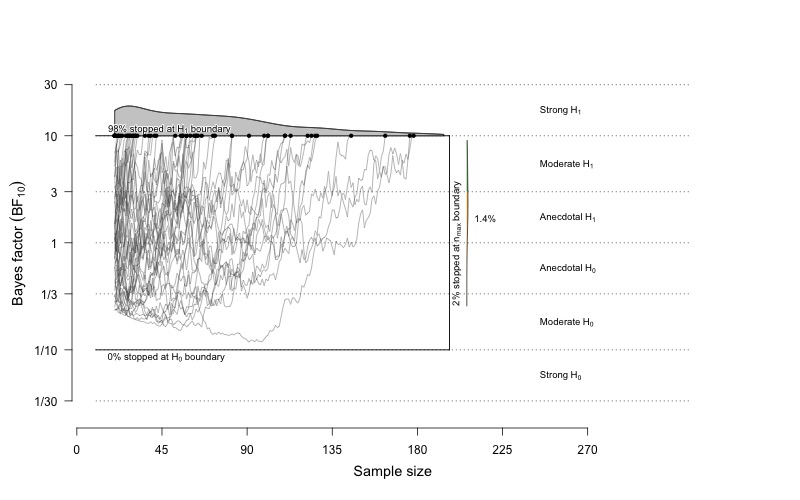 30
Strong H₁
98% stopped at H₁ boundary
10
Moderate H₁
3
Anecdotal H₁
1.4%
2% stopped at nmax boundary
Bayes factor (BF₁₀)
1
Anecdotal H₀
1/3
Moderate H₀
1/10
0% stopped at H₀ boundary
Strong H₀
1/30
0 45 90 135 180 225 270
Sample size